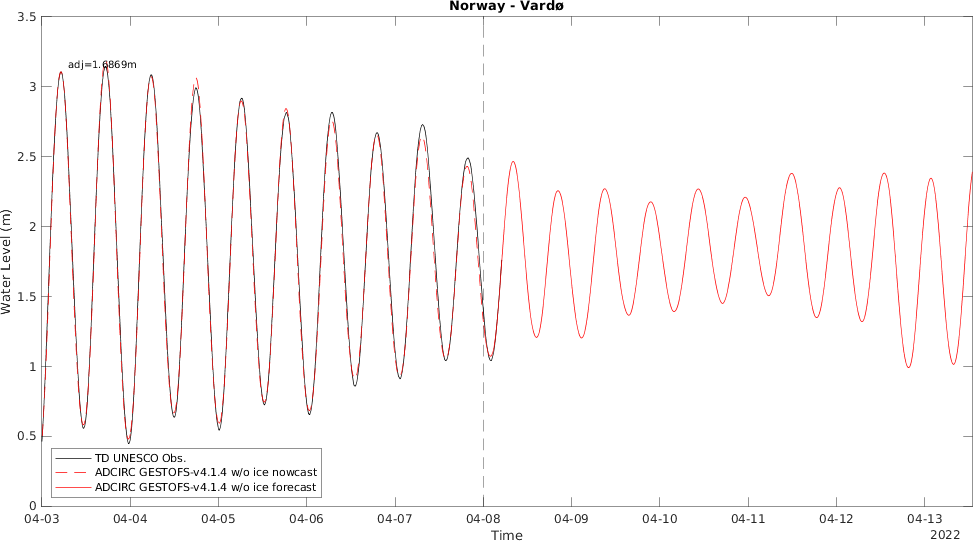 Norway - Vardø
3.5
3
2.5
2
1.5
1
0.5
0
Water Level (m)
adj=1.6869m
TD UNESCO Obs.
ADCIRC GESTOFS-v4.1.4 w/o ice nowcast
ADCIRC GESTOFS-v4.1.4 w/o ice forecast
04-03 04-04 04-05 04-06 04-07 04-08 04-09 04-10 04-11 04-12 04-13
Time
2022